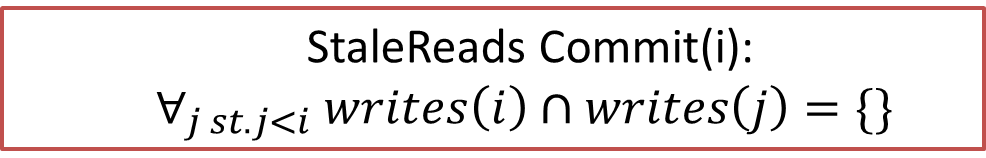 StaleReads Commit(i):
∀j st.j<i writes(i) ∩ writes(j) = {}